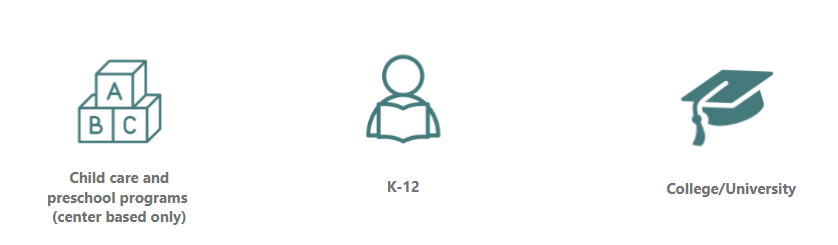 A
B C
Child care and
preschool programs
(center based only)
K-12
College/University